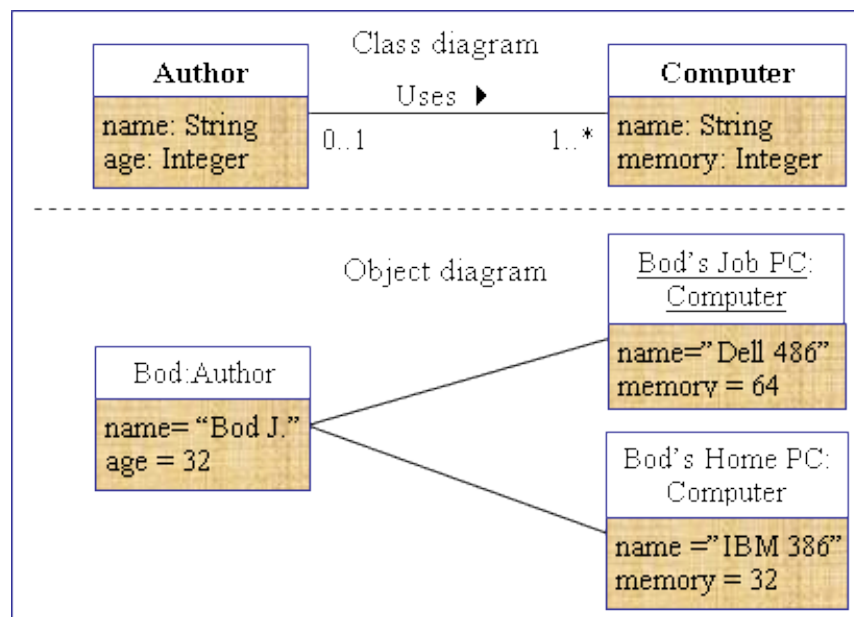 Class diagram
Author
name: String
age: Integer
Uses
0..1
1..*
Computer
name: String
memory: Integer
Object diagram
Bod:Author
name= “Bod J.”
age = 32
Bod’s Job PC:
Computer
name=”Dell 486”
memory = 64
Bod’s Home PC:
Computer
name =”IBM 386”
memory = 32